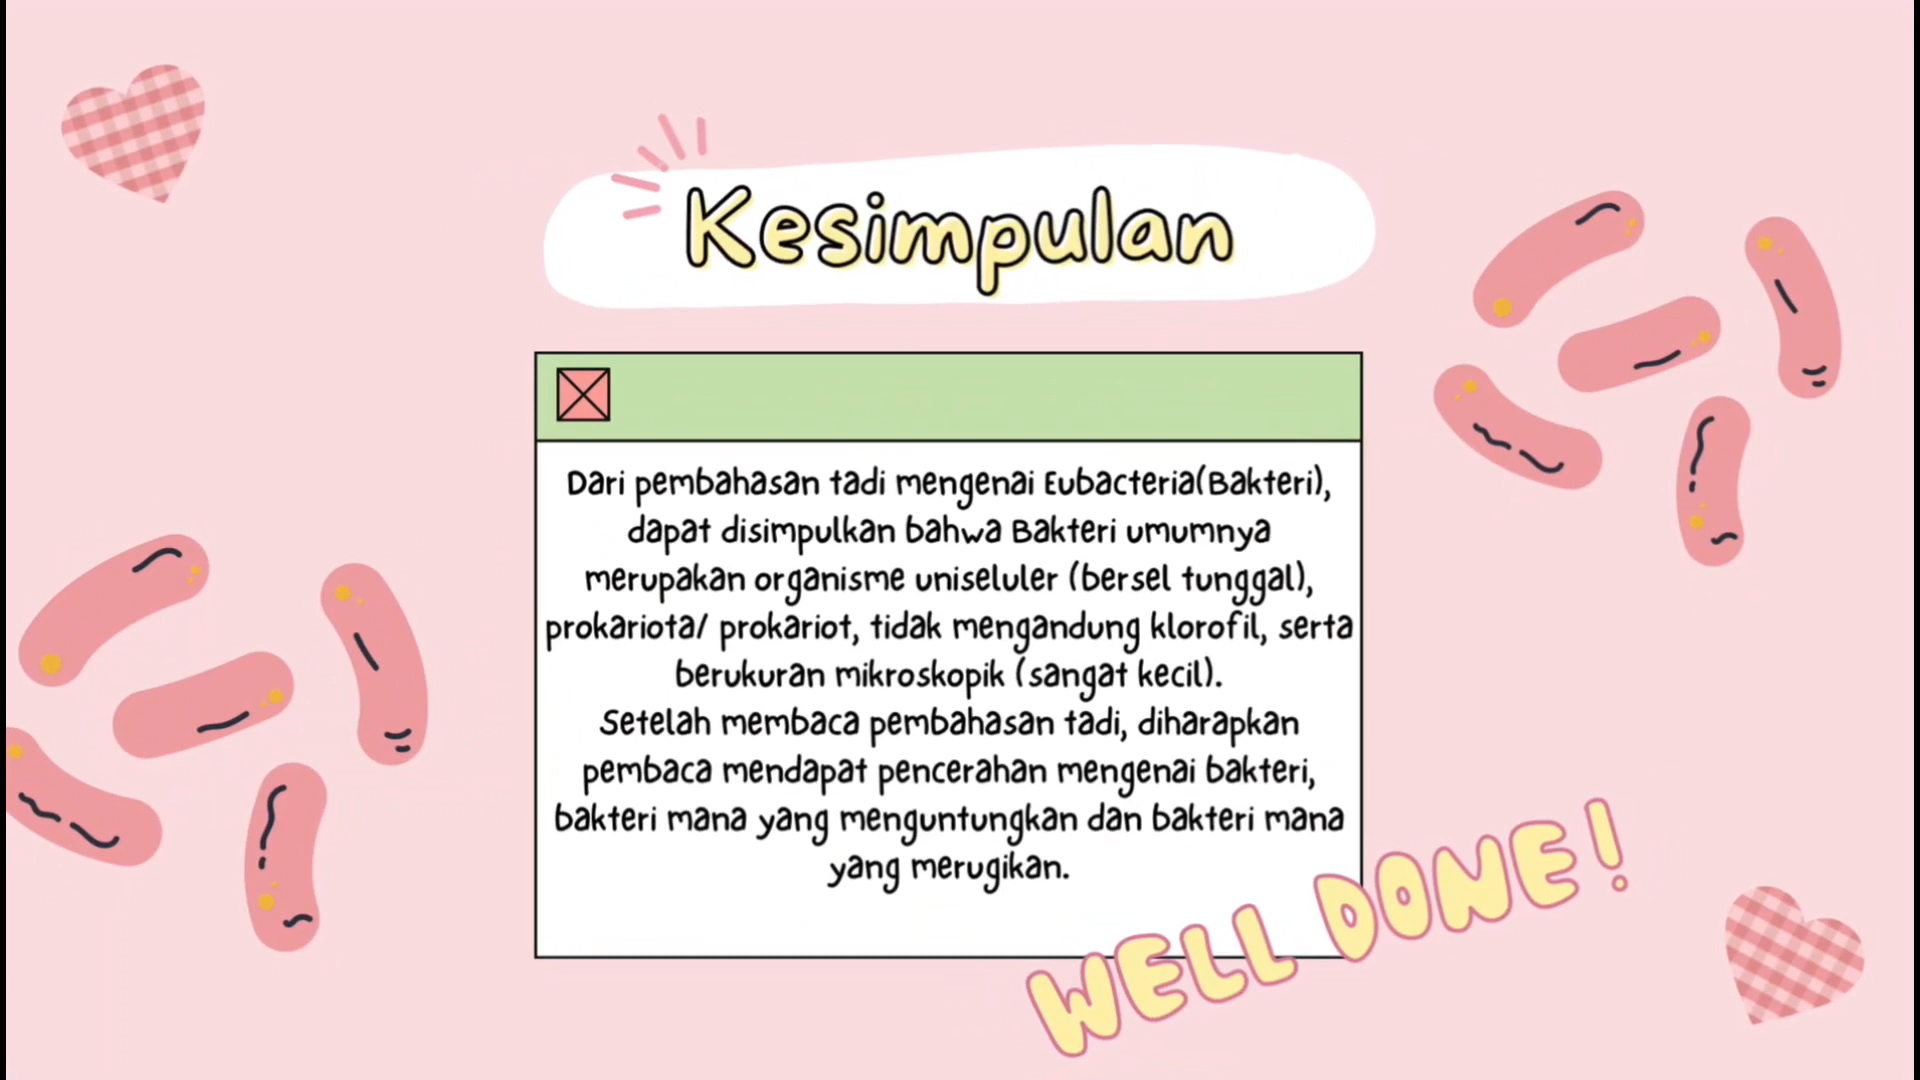 Kesimpulan
Dari pembahasan tadi mengenai Eubacteria(Bakteri),
dapat disimpulkan bahwa Bakteri umumnya
merupakan organisme uniseluler (bersel tunggal),
prokariota/ prokariot, tidak mengandung klorofil, serta
berukuran mikroskopik (sangat kecil).
Setelah membaca pembahasan tadi, diharapkan
pembaca mendapat pencerahan mengenai bakteri,
bakteri mana yang menguntungkan dan bakteri mana
yang merugikan.
WELL DONE!